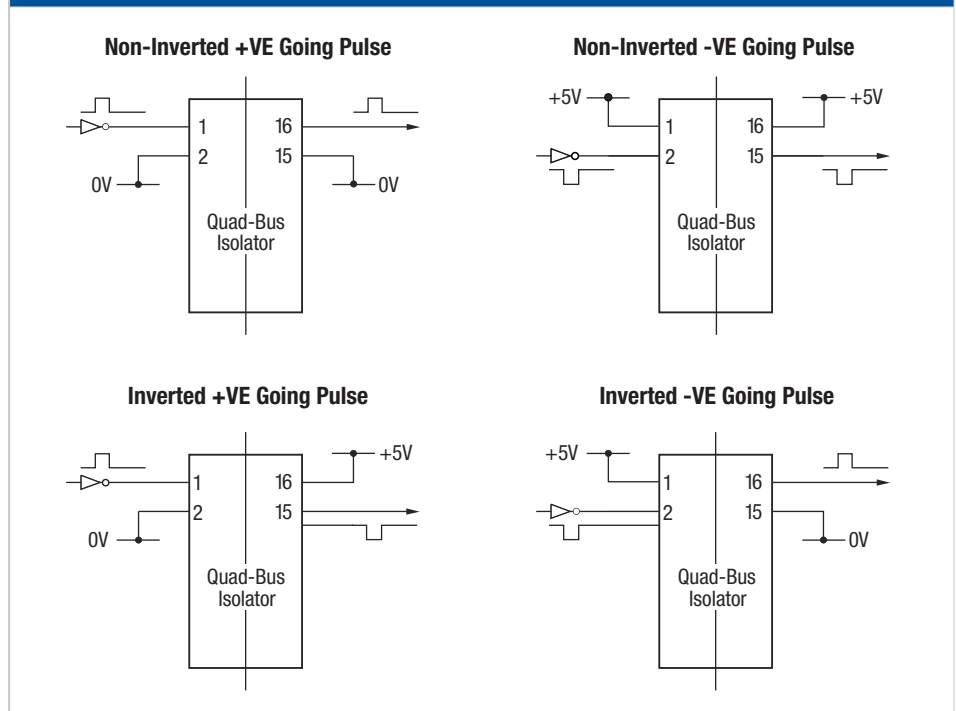 Non-Inverted +VE Going Pulse
0V
1
2
16
15
0V
Quad-Bus
Isolator
Non-Inverted -VE Going Pulse
+5V
1
2
16
15
+5V
Quad-Bus
Isolator
Inverted +VE Going Pulse
0V
1
2
16
15
+5V
Quad-Bus
Isolator
Inverted -VE Going Pulse
+5V
1
2
16
15
0V
Quad-Bus
Isolator